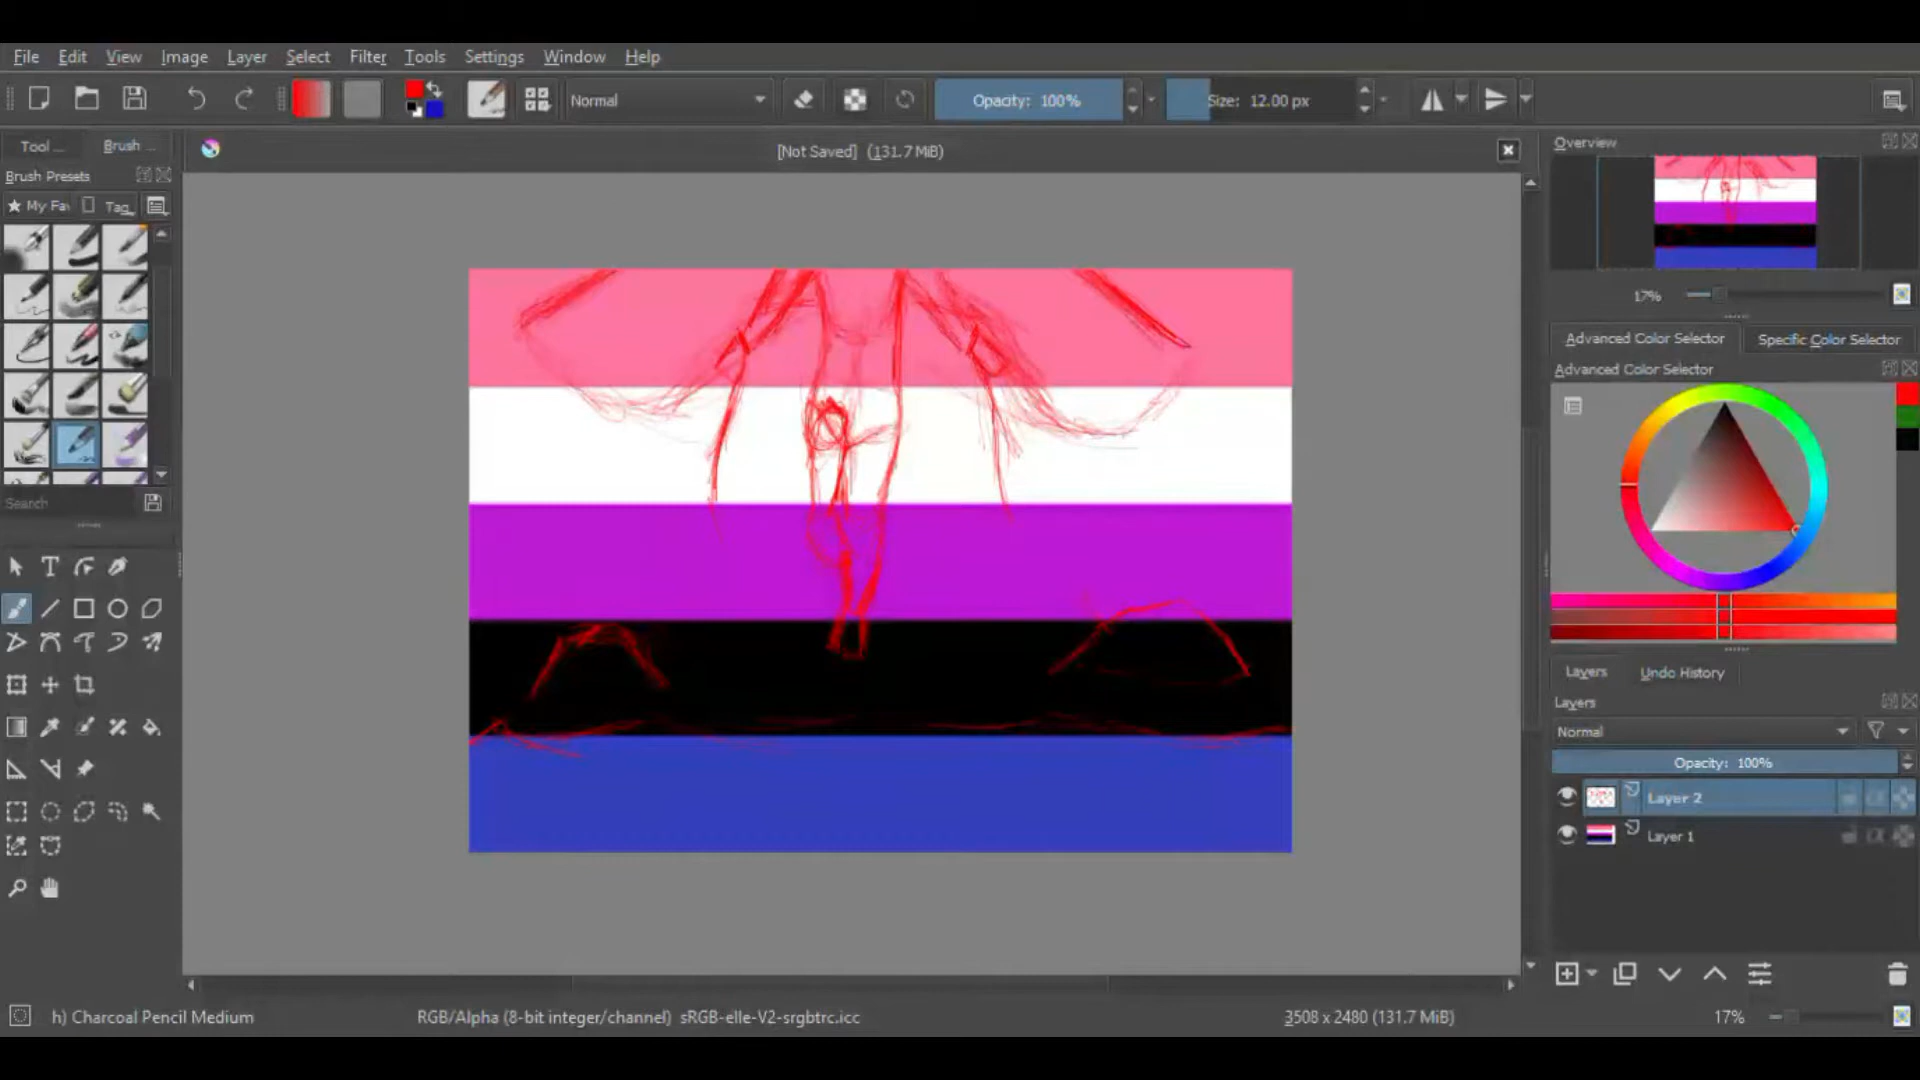 File Edit View Image Layer Select Filter Tools Settings Window Help
Normal Opacity: 100% Size: 12.00 px
Tool ... Brush ... [Not Saved] (131.7 MiB) Overview
Brush Presets
My Fav Tag
Search
17%
Advanced Color Selector Specific Color Selector
Advanced Color Selector
Layers Undo History
Layers
Normal
Opacity: 100%
Layer 2
Layer 1
h) Charcoal Pencil Medium RGB/Alpha (8-bit integer/channel) sRGB-elle-V2-srgbtrc.icc 3508 x 2480 (131.7 MiB) 17%